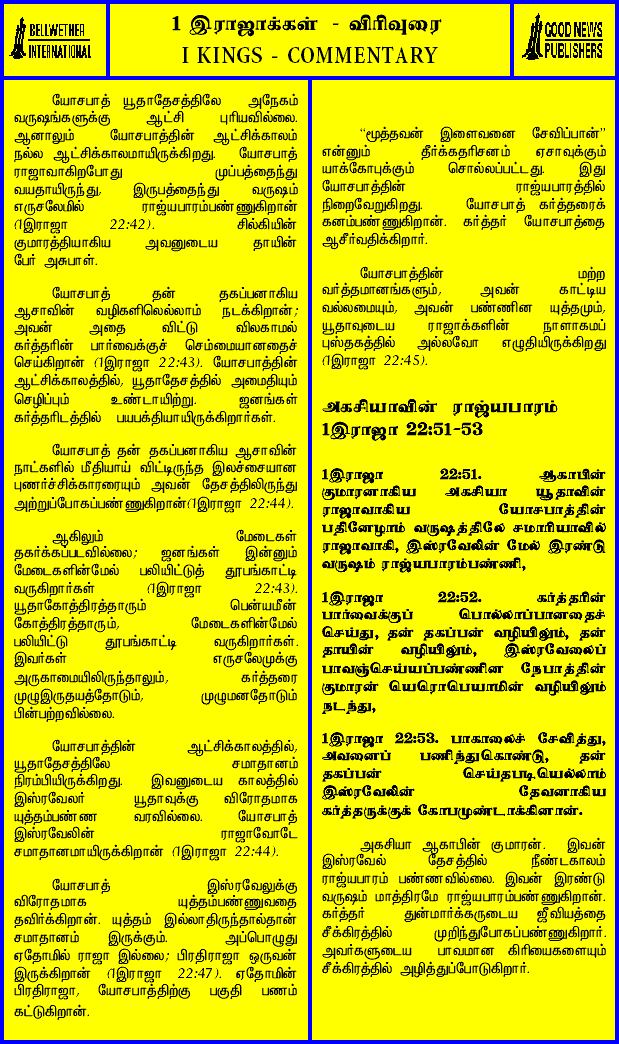 BELLWETHER
INTERNATIONAL
1 இராஜாக்கள் - விரிவுரை
I KINGS - COMMENTARY
GOOD NEWS
PUBLISHERS
யோசபாத் யூதாதேசத்திலே அநேகம்
வருஷங்களுக்கு ஆட்சி புரியவில்லை.
ஆனாலும் யோசபாத்தின் ஆட்சிக்காலம்
நல்ல ஆட்சிக்காலமாயிருக்கிறது. யோசபாத்
ராஜாவாகிறபோது முப்பத்தைந்து
வயதாயிருந்து, இருபத்தைந்து வருஷம்
எருசலேமில் ராஜ்யபாரம்பண்ணுகிறான்
(1இராஜா 22:42). சில்கியின்
குமாரத்தியாகிய அவனுடைய தாயின்
பேர் அசுபாள்.
யோசபாத் தன் தகப்பனாகிய
ஆசாவின் வழிகளிலெல்லாம் நடக்கிறான்;
அவன் அதை விட்டு விலகாமல்
கர்த்தரின் பார்வைக்குச் செம்மையானதைச்
செய்கிறான் (1இராஜா 22:43). யோசபாத்தின்
ஆட்சிக்காலத்தில், யூதாதேசத்தில் அமைதியும்
செழிப்பும் உண்டாயிற்று. ஜனங்கள்
கர்த்தரிடத்தில் பயபக்தியாயிருக்கிறார்கள்.
யோசபாத் தன் தகப்பனாகிய ஆசாவின்
நாட்களில் மீதியாய் விட்டிருந்த இலச்சையான
புணர்ச்சிக்காரரையும் அவன் தேசத்திலிருந்து
அற்றுப்போகப்பண்ணுகிறான்(1இராஜா 22:44).
ஆகிலும் மேடைகள்
தகர்க்கப்படவில்லை; ஜனங்கள் இன்னும்
மேடைகளின்மேல் பலியிட்டுத் தூபங்காட்டி
வருகிறார்கள் (1இராஜா 22:43).
யூதாகோத்திரத்தாரும் பென்யமீன்
கோத்திரத்தாரும், மேடைகளின்மேல்
பலியிட்டு தூபங்காட்டி வருகிறார்கள்.
இவர்கள் எருசலேமுக்கு
அருகாமையிலிருந்தாலும், கர்த்தரை
முழுஇருதயத்தோடும், முழுமனதோடும்
பின்பற்றவில்லை.
யோசபாத்தின் ஆட்சிக்காலத்தில்,
யூதாதேசத்திலே சமாதானம்
நிரம்பியிருக்கிறது. இவனுடைய காலத்தில்
இஸ்ரவேலர் யூதாவுக்கு விரோதமாக
யுத்தம்பண்ண வரவில்லை. யோசபாத்
இஸ்ரவேலின் ராஜாவோடே
சமாதானமாயிருக்கிறான் (1இராஜா 22:44).
யோசபாத் இஸ்ரவேலுக்கு
விரோதமாக யுத்தம்பண்ணுவதை
தவிர்க்கிறான். யுத்தம் இல்லாதிருந்தால்தான்
சமாதானம் இருக்கும். அப்பொழுது
ஏதோமில் ராஜா இல்லை; பிரதிராஜா ஒருவன்
இருக்கிறான் (1இராஜா 22:47). ஏதோமின்
பிரதிராஜா, யோசபாத்திற்கு பகுதி பணம்
கட்டுகிறான்.
“மூத்தவன் இளைவனை சேவிப்பான்”
என்னும் தீர்க்கதரிசனம் ஏசாவுக்கும்
யாக்கோபுக்கும் சொல்லப்பட்டது. இது
யோசபாத்தின் ராஜ்யபாரத்தில்
நிறைவேறுகிறது. யோசபாத் கர்த்தரைக்
கனம்பண்ணுகிறான். கர்த்தர் யோசபாத்தை
ஆசீர்வதிக்கிறார்.
யோசபாத்தின் மற்ற
வர்த்தமானங்களும், அவன் காட்டிய
வல்லமையும், அவன் பண்ணின யுத்தமும்,
யூதாவுடைய ராஜாக்களின் நாளாகமப்
புஸ்தகத்தில் அல்லவோ எழுதியிருக்கிறது
(1இராஜா 22:45).
அகசியாவின் ராஜ்யபாரம்
1இராஜா 22:51-53
1இராஜா 22:51. ஆகாபின்
குமாரனாகிய அகசியா யூதாவின்
ராஜாவாகிய யோசபாத்தின்
பதினேழாம் வருஷத்திலே சமாரியாவில்
ராஜாவாகி, இஸ்ரவேலின் மேல் இரண்டு
வருஷம் ராஜ்யபாரம்பண்ணி,
1இராஜா 22:52. கர்த்தரின்
பார்வைக்குப் பொல்லாப்பானதைச்
செய்து, தன் தகப்பன் வழியிலும், தன்
தாயின் வழியிலும், இஸ்ரவேலைப்
பாவஞ்செய்யப்பண்ணின நேபாத்தின்
குமாரன் யெரொபெயாமின் வழியிலும்
நடந்து,
1இராஜா 22:53. பாகாலைச் சேவித்து,
அவனைப் பணிந்துகொண்டு, தன்
தகப்பன் செய்தபடியெல்லாம்
இஸ்ரவேலின் தேவனாகிய
கர்த்தருக்குக் கோபமுண்டாக்கினான்.
அகசியா ஆகாபின் குமாரன். இவன்
இஸ்ரவேல் தேசத்தில் நீண்டகாலம்
ராஜ்யபாரம் பண்ணவில்லை. இவன் இரண்டு
வருஷம் மாத்திரமே ராஜ்யபாரம்பண்ணுகிறான்.
கர்த்தர் துன்மார்க்கருடைய ஜீவியத்தை
சீக்கிரத்தில் முறிந்துபோகப்பண்ணுகிறார்.
அவர்களுடைய பாவமான கிரியைகளையும்
சீக்கிரத்தில் அழித்துப்போடுகிறார்.